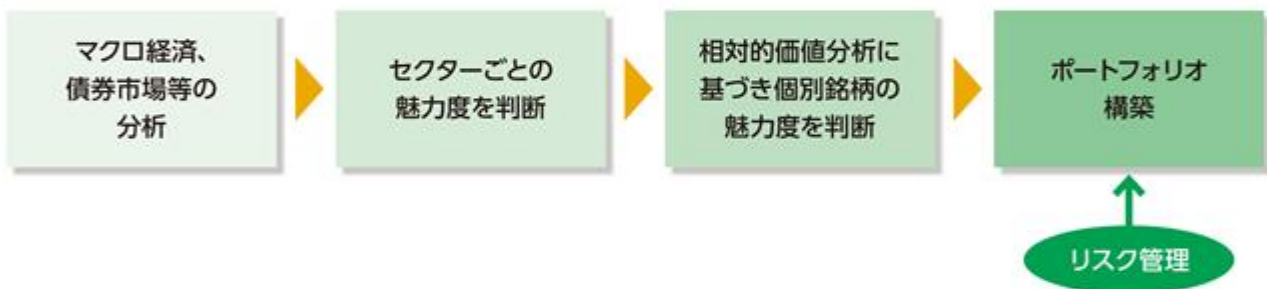 マクロ経済、
債券市場等の
分析
セクターごとの
魅力度を判断
相対的価値分析に
基づき個別銘柄の
魅力度を判断
ポートフォリオ
構築
リスク管理